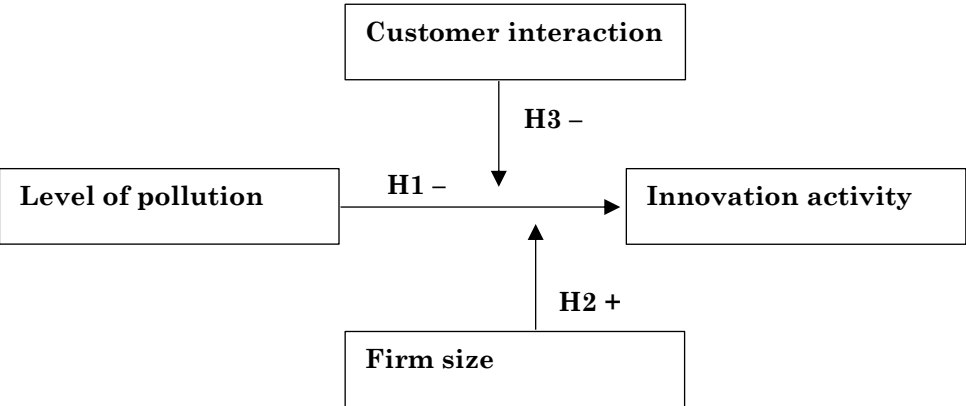 Customer interaction
H3 –
H1 –
Level of pollution
Innovation activity
H2 +
Firm size